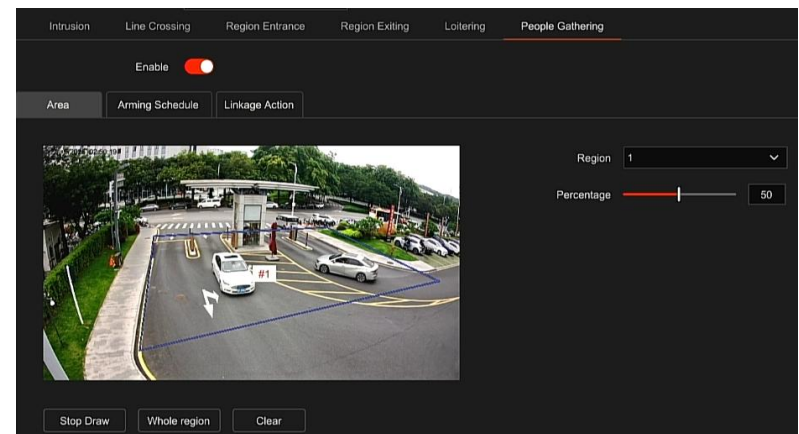 Intrusion Line Crossing Region Entrance Region Exiting Loitering People Gathering
Enable
Area Arming Schedule Linkage Action
Region 1
Percentage 50
#1
Stop Draw Whole region Clear